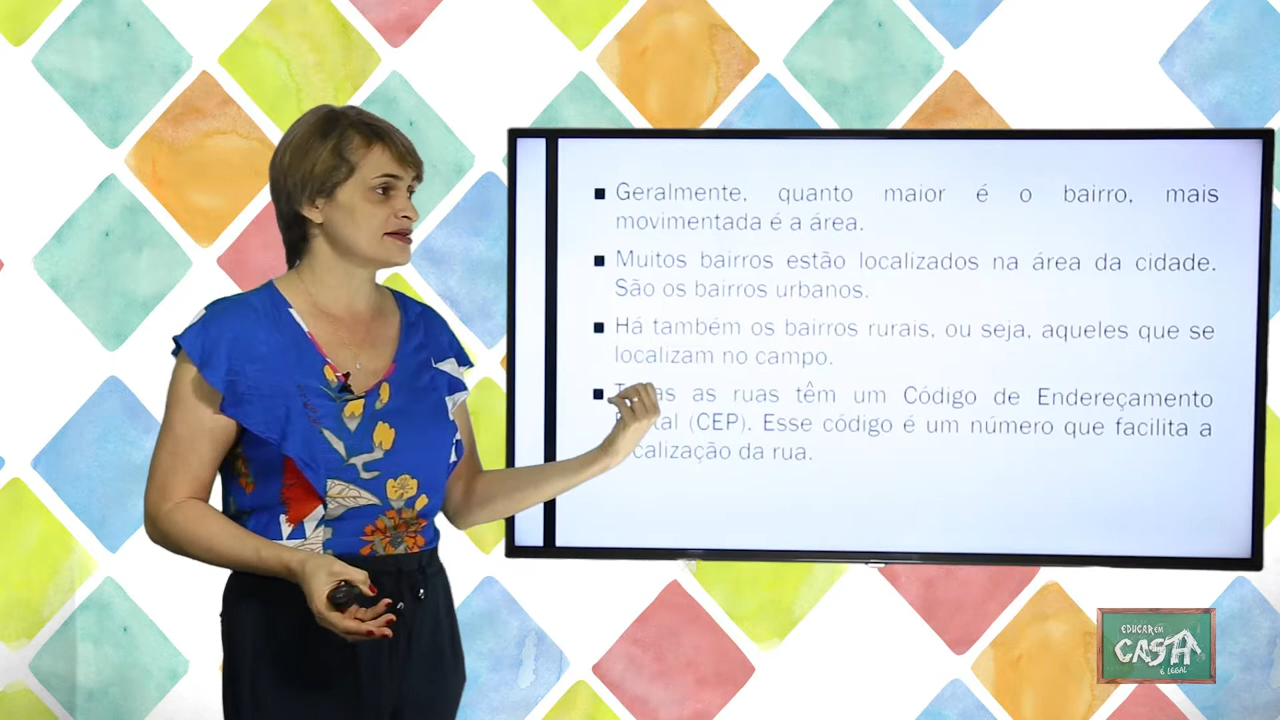 Geralmente, quanto maior é o bairro, mais
movimentada é a área.
Muitos bairros estão localizados na área da cidade.
São os bairros urbanos.
Há também os bairros rurais, ou seja, aqueles que se
localizam no campo.
as ruas têm um Código de Endereçamento
(CEP). Esse código é um número que facilita a
da rua.
EDUCAR EM
CASA
É LEGAL